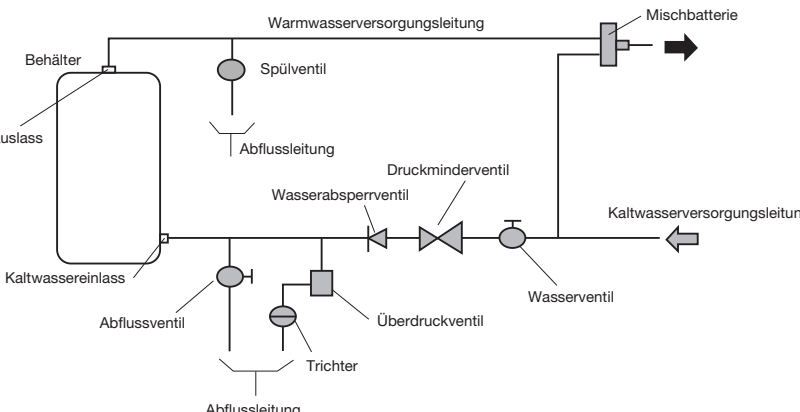 Warmwasserversorgungsleitung
Mischbatterie
Behälter
Spülventil
uslass
Abflussleitung
Druckminderventil
Wasserabsperrventil
Kaltwasserversorgungsleitun
Kaltwassereinlass
Wasserventil
Abflussventil
Überdruckventil
Trichter
Abflussleitung